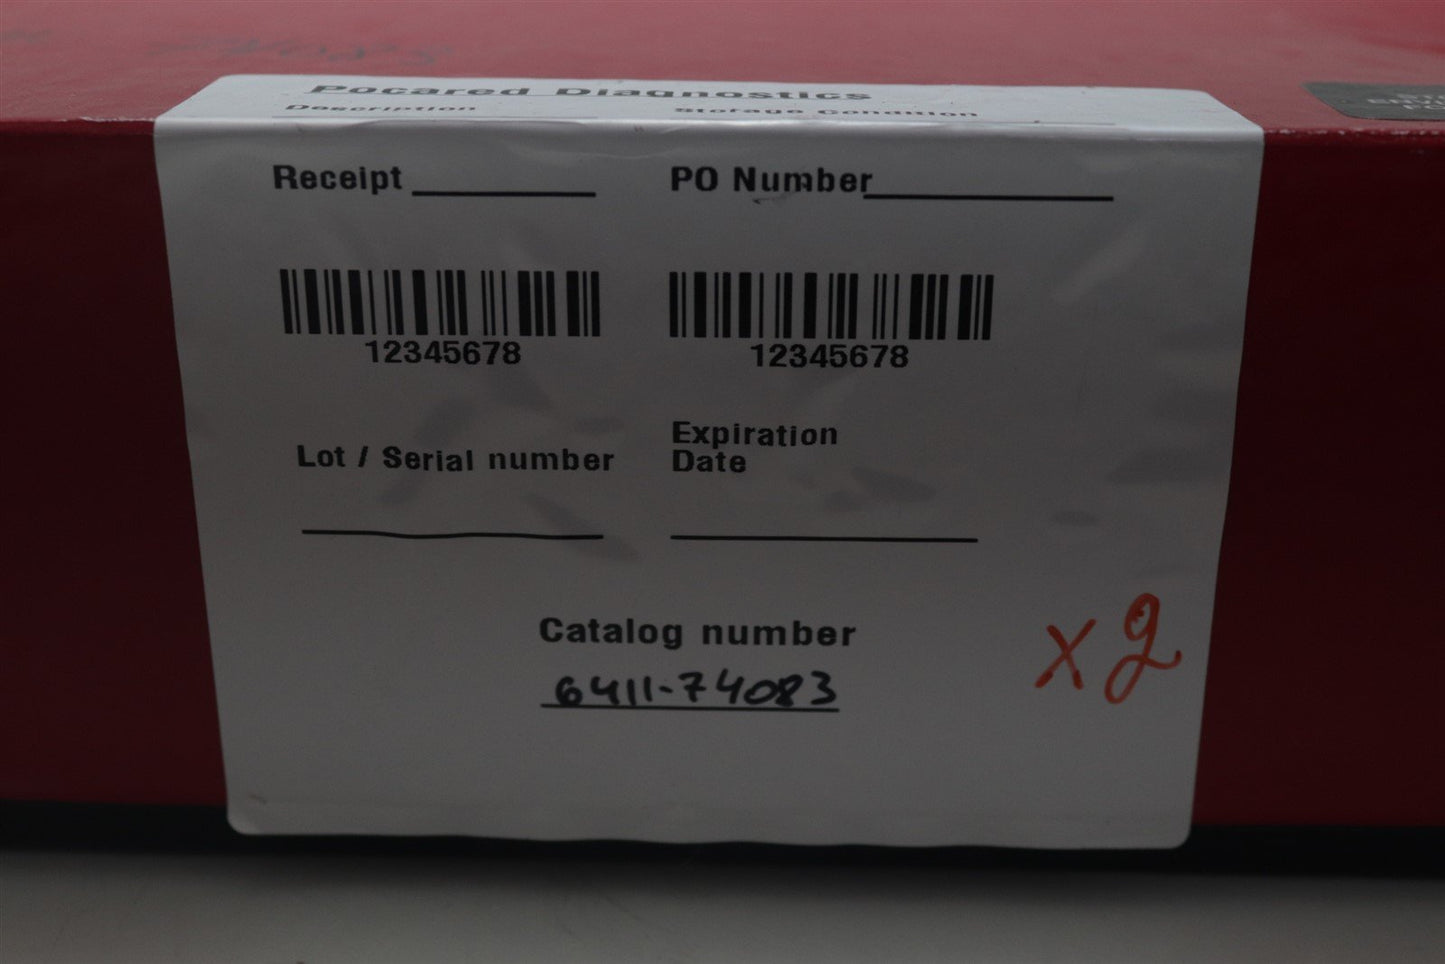 Pocared Diagnostics
Description Storage Condition
Receipt PO Number
12345678 12345678
Lot / Serial number
Expiration
Date
Catalog number
6411-74083
x2